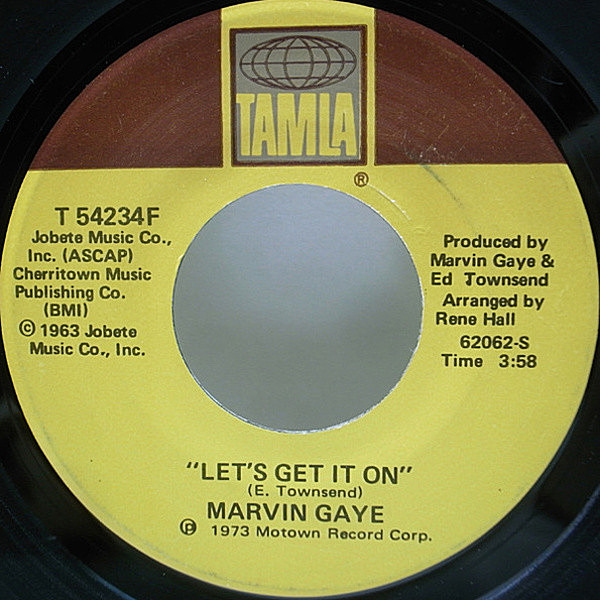 TAMLA
®
T 54234F
Jobete Music Co.,
Inc. (ASCAP)
Cherritown Music
Publishing Co.
(BMI)
© 1963 Jobete
Music Co., Inc.
Produced by
Marvin Gaye &
Ed Townsend
Arranged by
Rene Hall
62062-S
Time 3:58
"LET'S GET IT ON"
(E. Townsend)
MARVIN GAYE
℗ 1973 Motown Record Corp.